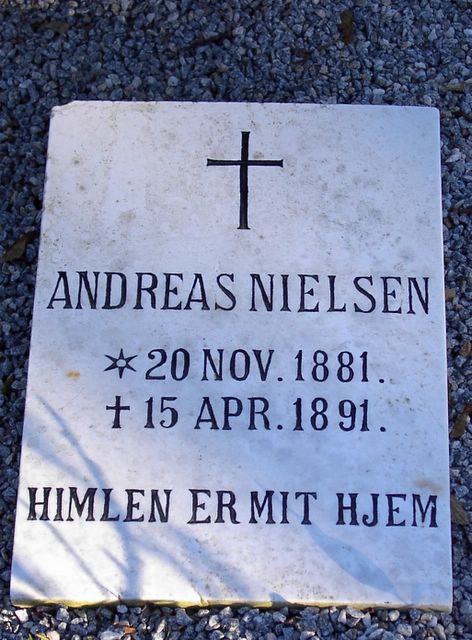 ANDREAS NIELSEN
20 NOV. 1881.
15 APR. 1891.
HIMLEN ER MIT HJEM